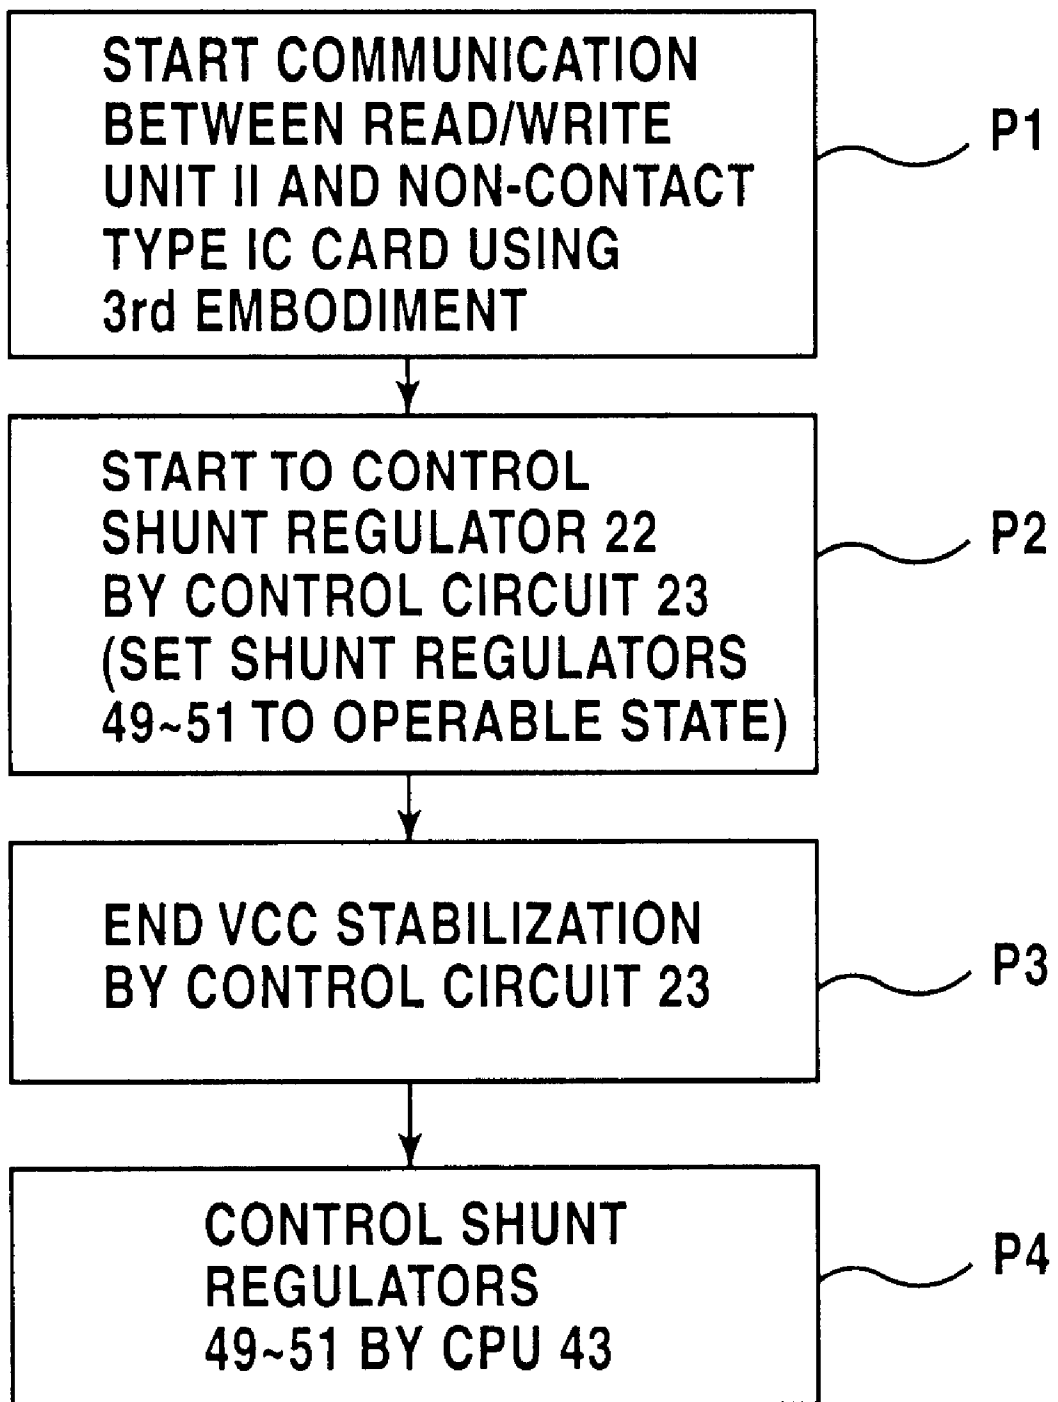 START COMMUNICATION
BETWEEN READ/WRITE
UNIT II AND NON-CONTACT
TYPE IC CARD USING
3rd EMBODIMENT
P1
START TO CONTROL
SHUNT REGULATOR 22
BY CONTROL CIRCUIT 23
(SET SHUNT REGULATORS
49~51 TO OPERABLE STATE)
P2
END VCC STABILIZATION
BY CONTROL CIRCUIT 23
P3
CONTROL SHUNT
REGULATORS
49~51 BY CPU 43
P4